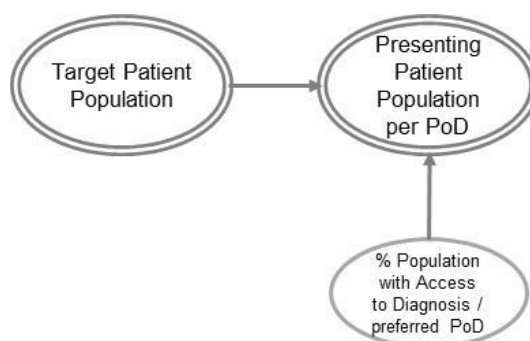 Target Patient
Population
Presenting
Patient
Population
per PoD
% Population
with Access
to Diagnosis /
preferred PoD